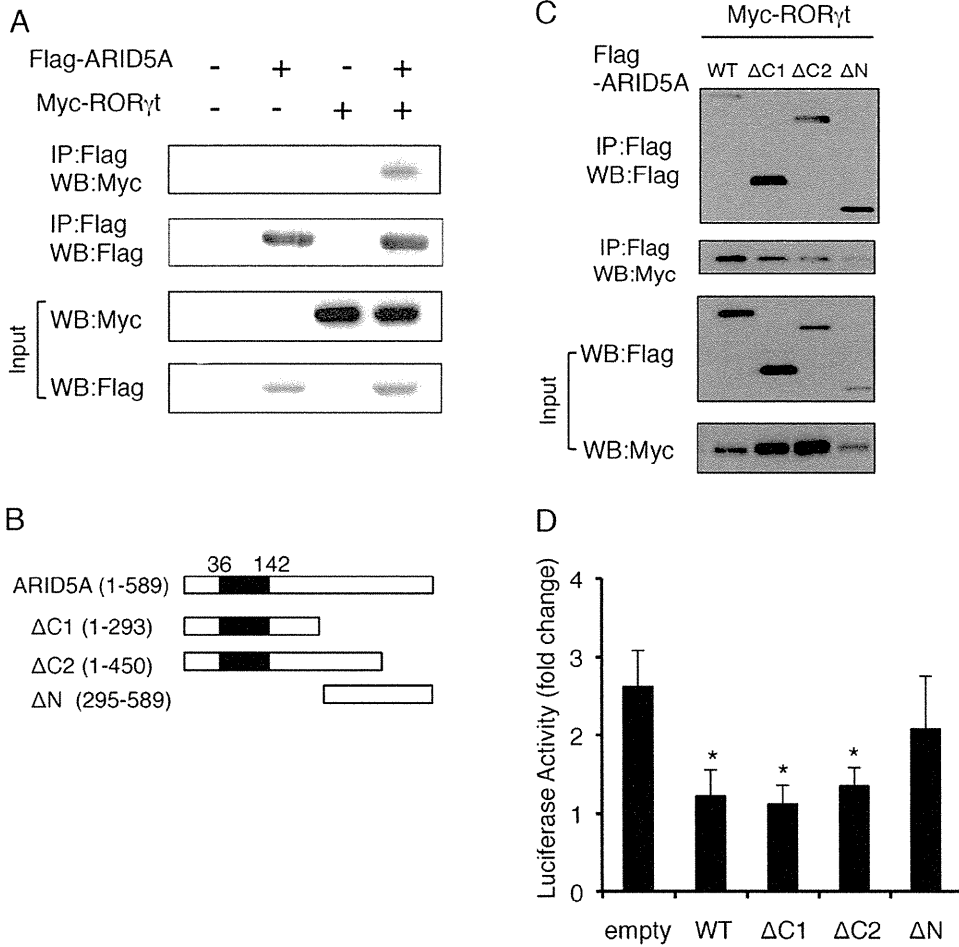 A
Flag-ARID5A - + - +
Myc-RORγt - - + +
IP:Flag
WB:Myc
IP:Flag
WB:Flag
Input
WB:Myc
WB:Flag
B
36 142
ARID5A (1-589)
ΔC1 (1-293)
ΔC2 (1-450)
ΔN (295-589)
C
Myc-RORγt
Flag
-ARID5A
WT ΔC1 ΔC2 ΔN
IP:Flag
WB:Flag
IP:Flag
WB:Myc
Input
WB:Flag
WB:Myc
D
Luciferase Activity (fold change)
4
3
2
1
0
* * *
empty WT ΔC1 ΔC2 ΔN